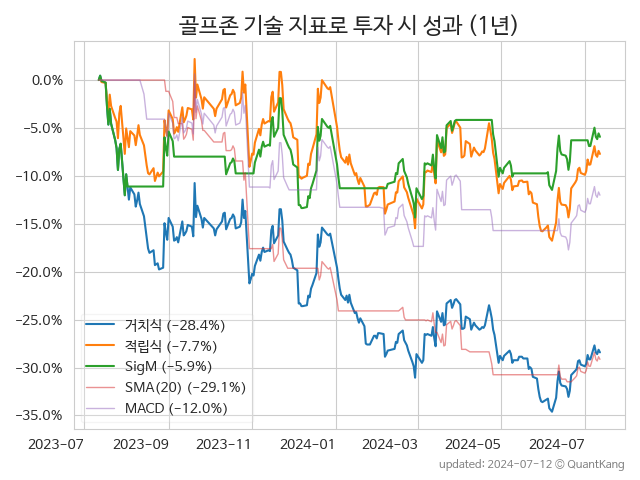 골프존 기술 지표로 투자 시 성과 (1년)
0.0%
−5.0%
−10.0%
−15.0%
−20.0%
−25.0%
−30.0%
−35.0%
거치식 (−28.4%)
적립식 (−7.7%)
SigM (−5.9%)
SMA(20) (−29.1%)
MACD (−12.0%)
2023-07 2023-09 2023-11 2024-01 2024-03 2024-05 2024-07
updated: 2024-07-12 © QuantKang